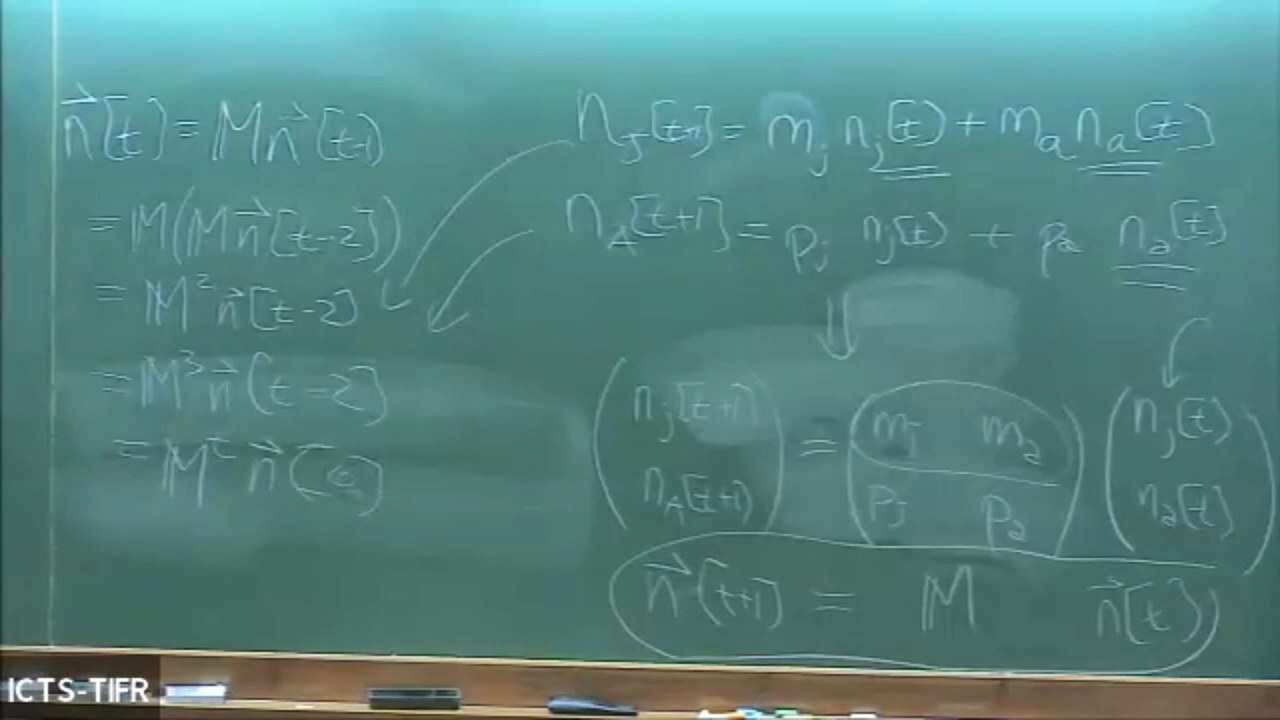 n⃗[t] = M n⃗(t-1)
= M(M n⃗[t-2])
= M² n⃗[t-2]
= M³ n⃗(t-2)
= Mᵗ n⃗(0)
n_J[t+1] = m_j n_j[t] + m_a n_a[t]
n_A[t+1] = p_j n_j[t] + p_a n_a[t]
⇓
( n_j[t+1] ) = ( m_j m_a ) ( n_j[t] )
( n_A[t+1] ) ( p_j p_a ) ( n_a[t] )
n⃗(t+1) = M n⃗[t]
ICTS-TIFR